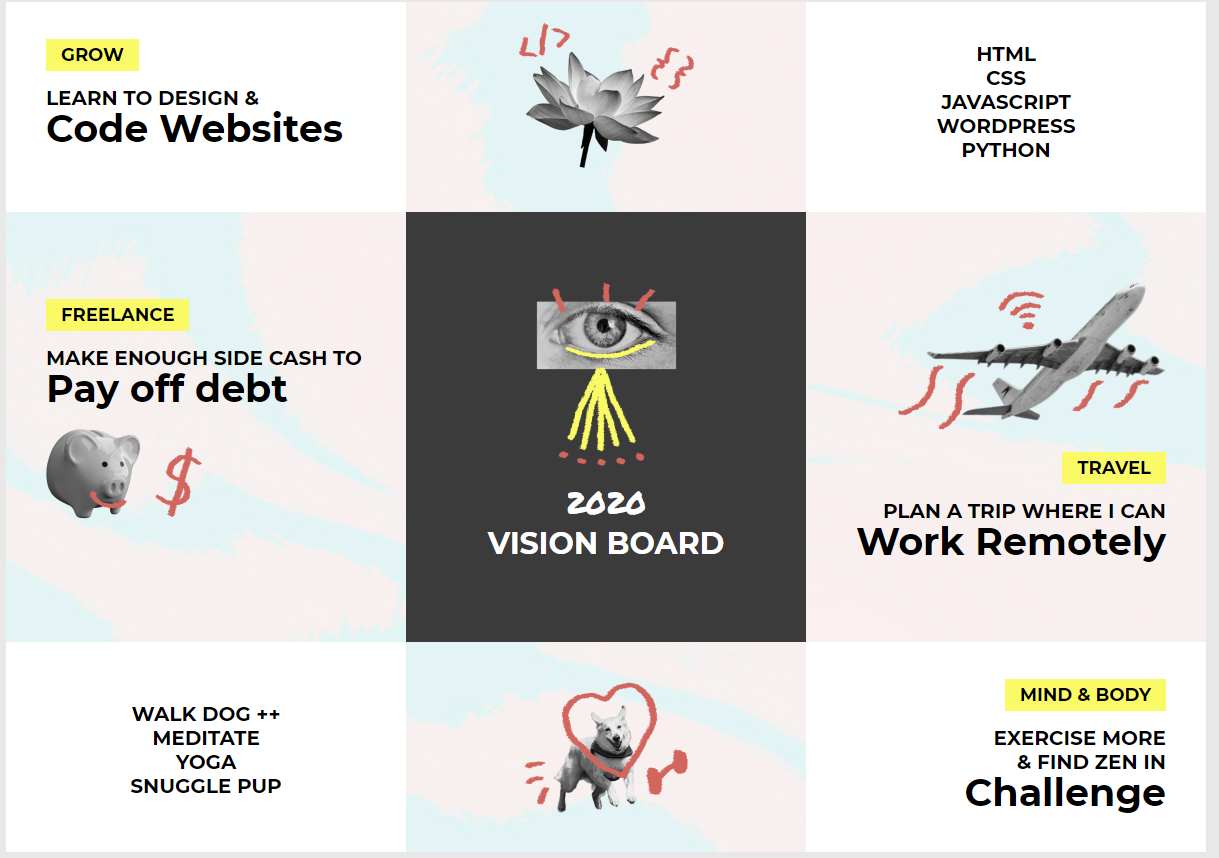 GROW
LEARN TO DESIGN &
Code Websites
</>
{}
HTML
CSS
JAVASCRIPT
WORDPRESS
PYTHON
FREELANCE
MAKE ENOUGH SIDE CASH TO
Pay off debt
$
2020
VISION BOARD
TRAVEL
PLAN A TRIP WHERE I CAN
Work Remotely
WALK DOG ++
MEDITATE
YOGA
SNUGGLE PUP
MIND & BODY
EXERCISE MORE
& FIND ZEN IN
Challenge